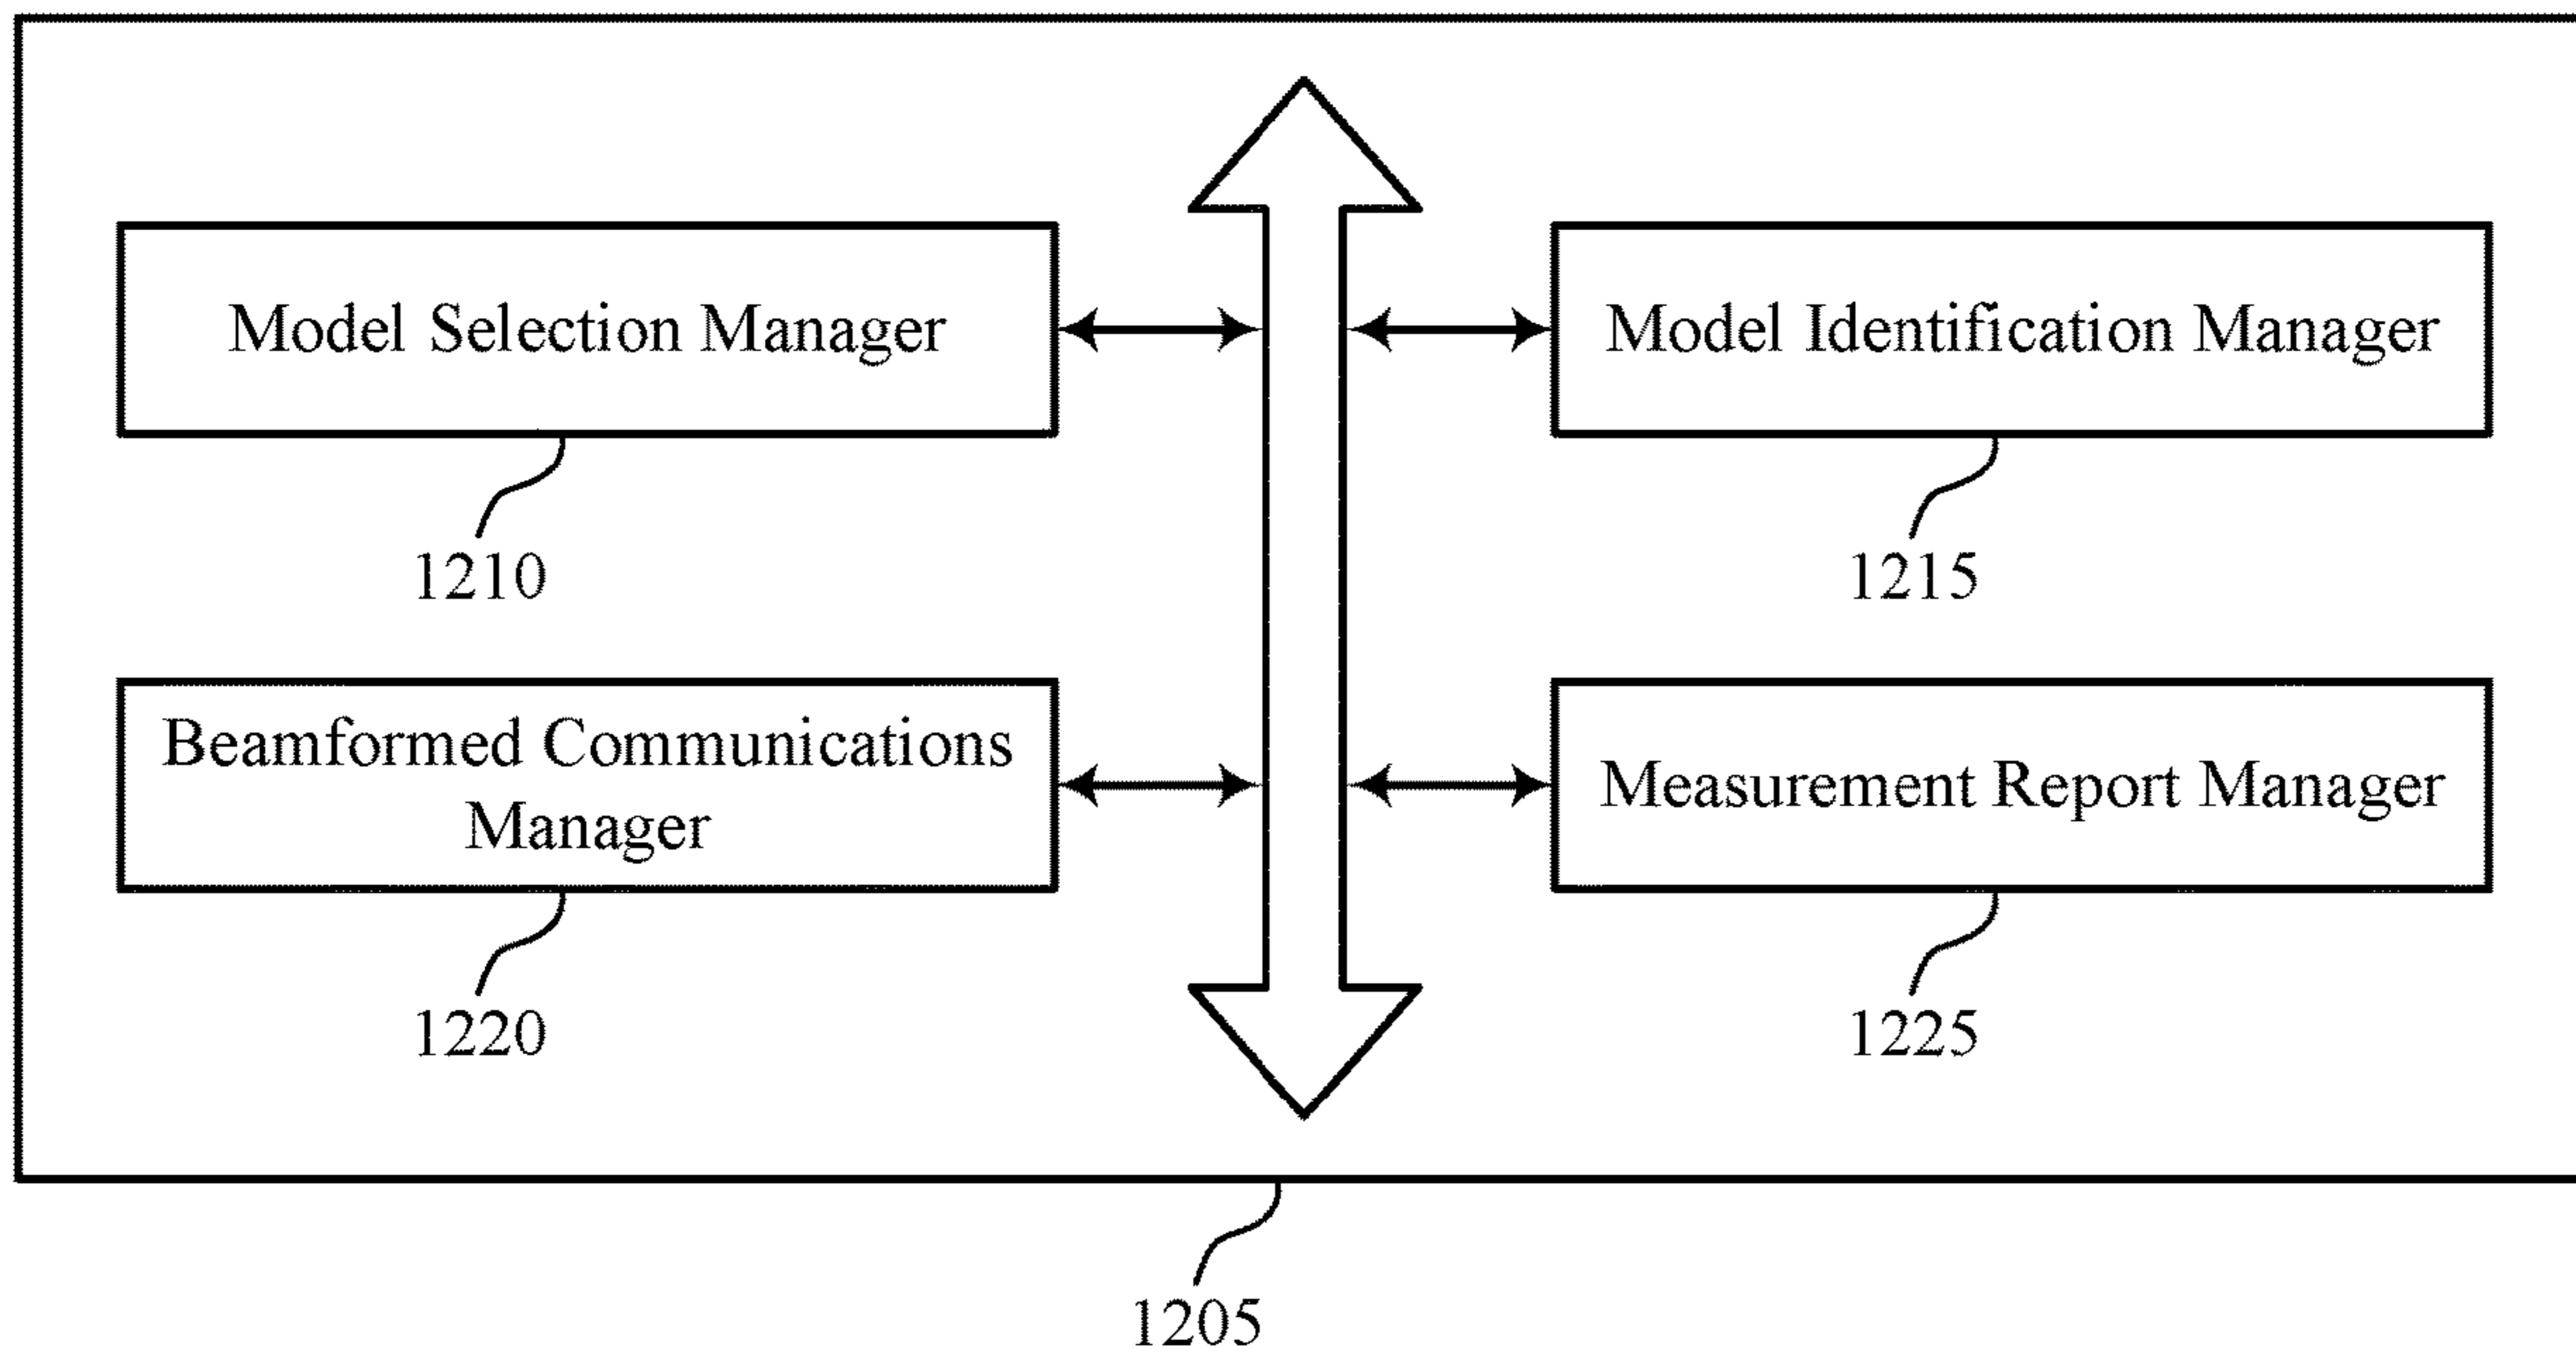 Model Selection Manager
Model Identification Manager
1210
1215
Beamformed Communications
Manager
Measurement Report Manager
1220
1225
1205